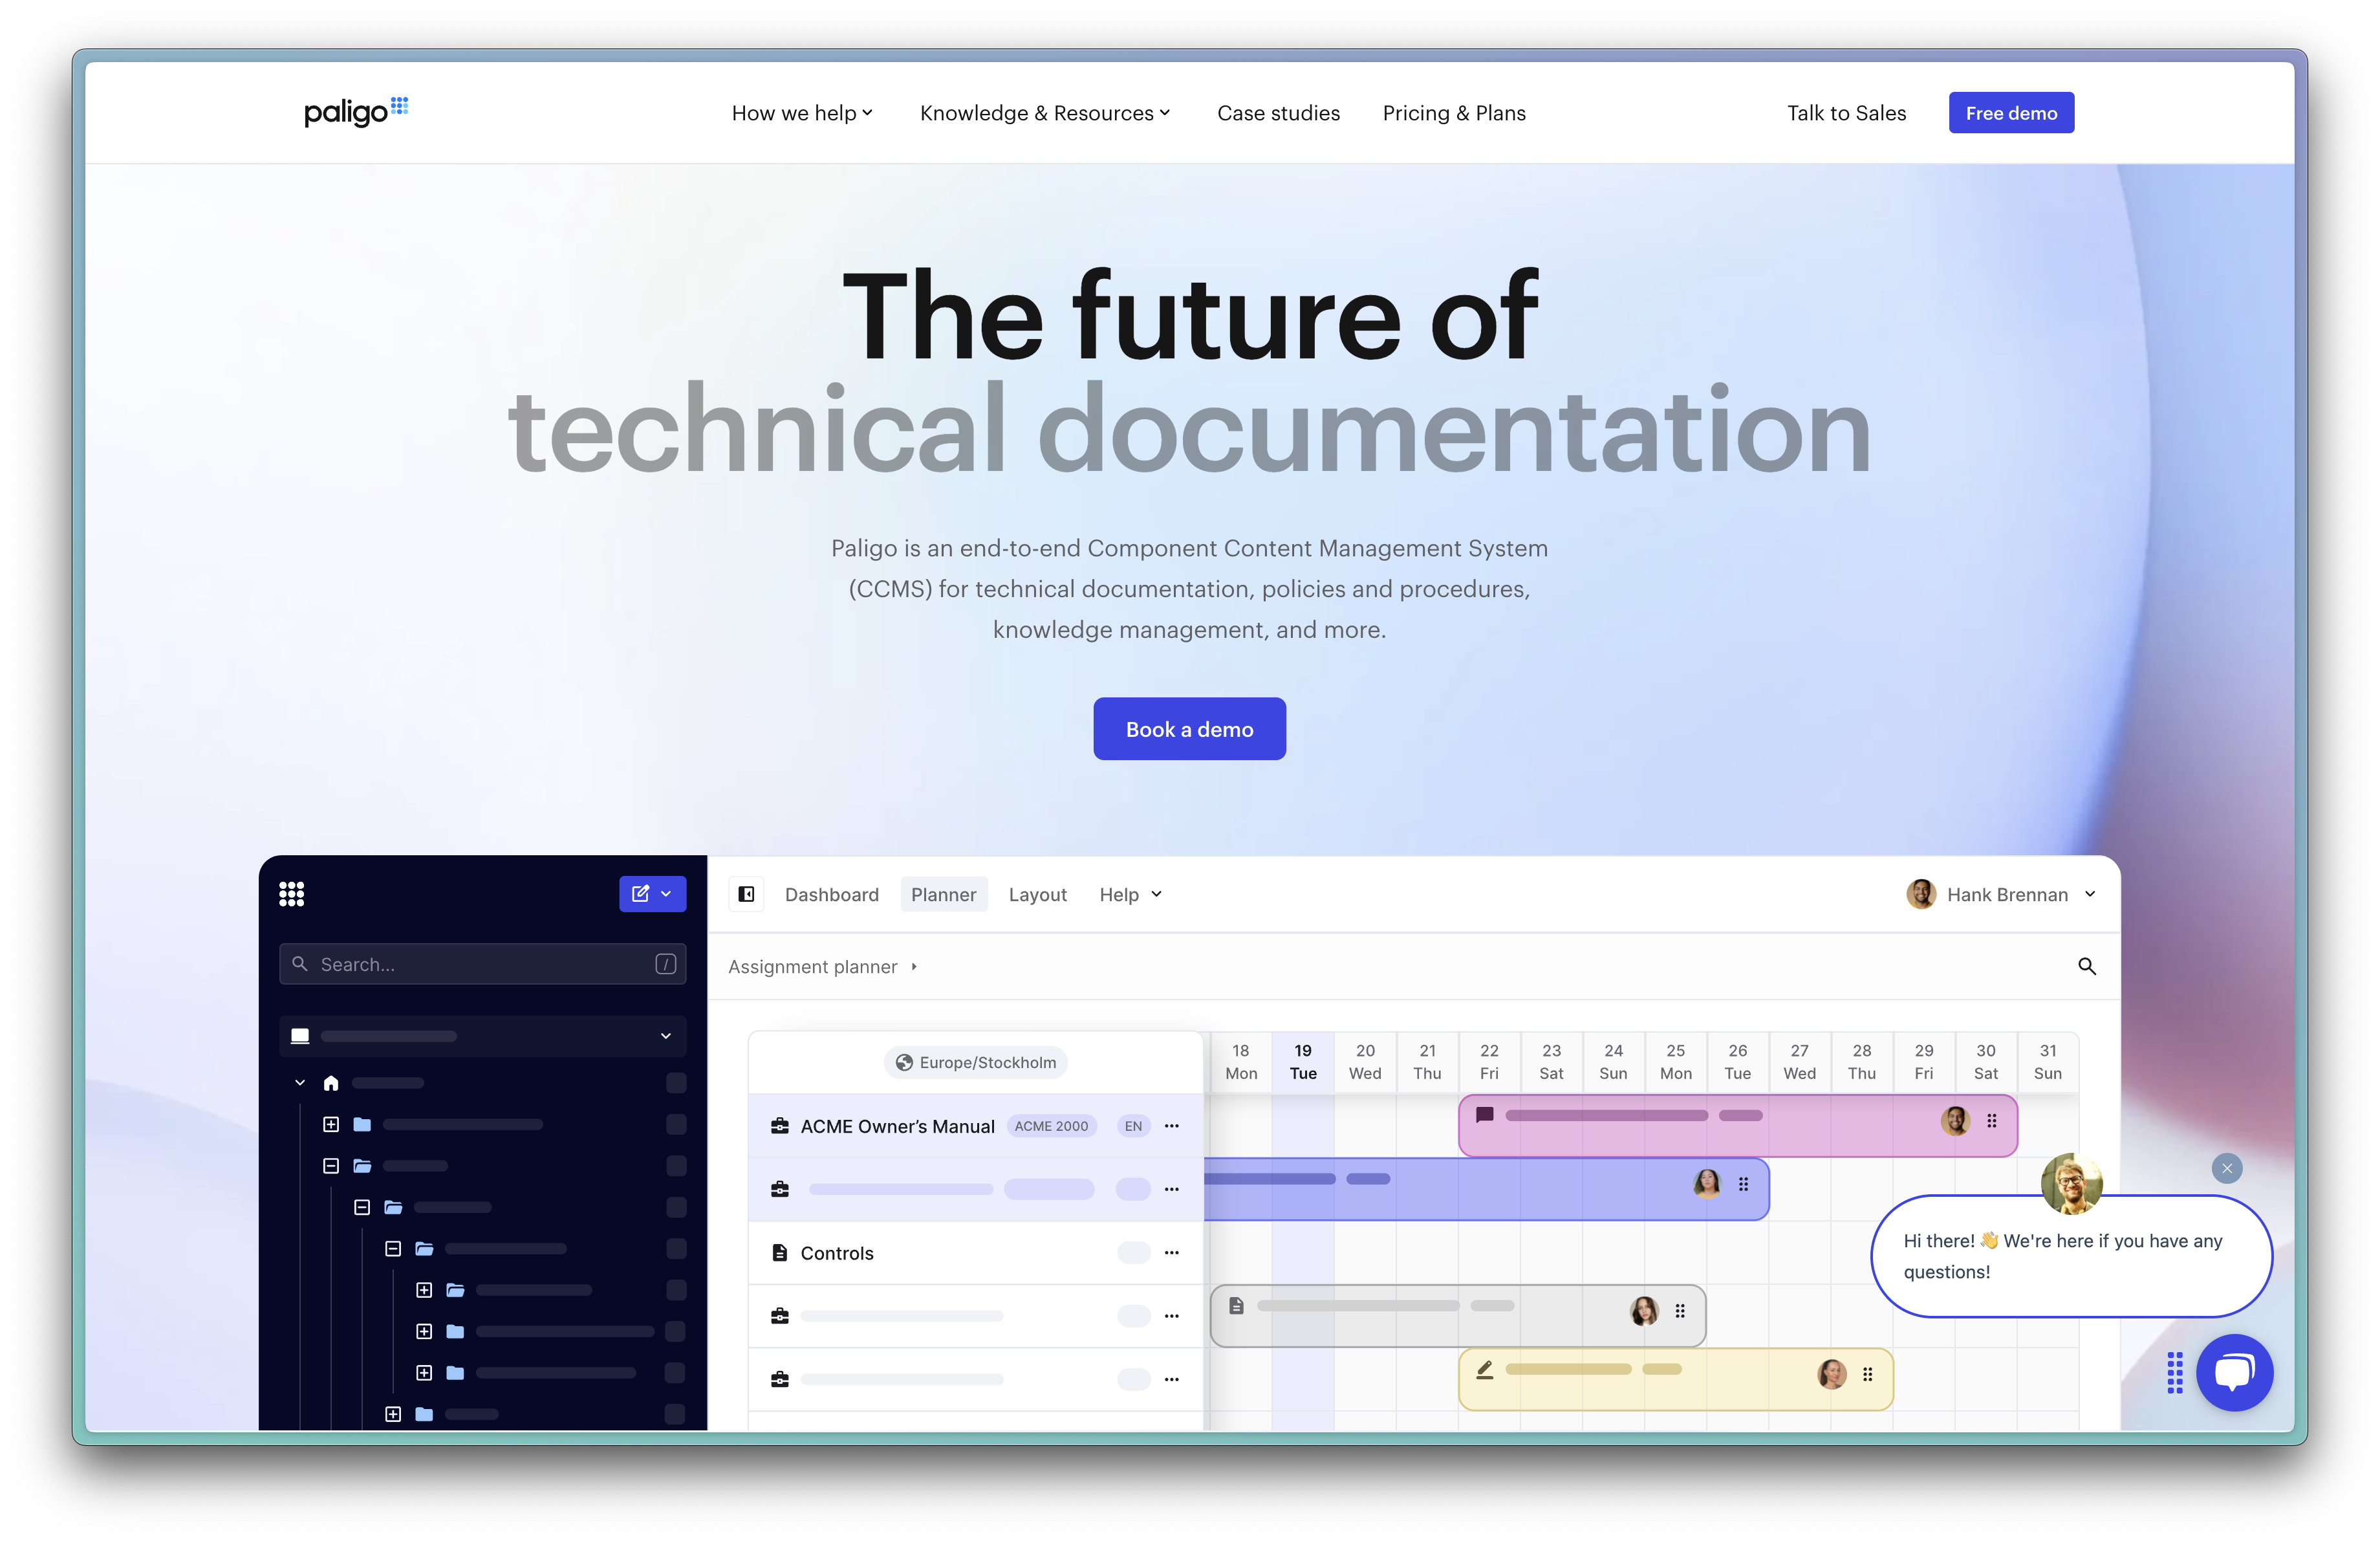 paligo
How we help
Knowledge & Resources
Case studies
Pricing & Plans
Talk to Sales
Free demo
The future of
technical documentation
Paligo is an end-to-end Component Content Management System
(CCMS) for technical documentation, policies and procedures,
knowledge management, and more.
Book a demo
Dashboard
Planner
Layout
Help
Hank Brennan
Search...
/
Assignment planner
Europe/Stockholm
18 19 20 21 22 23 24 25 26 27 28 29 30 31
Mon Tue Wed Thu Fri Sat Sun Mon Tue Wed Thu Fri Sat Sun
ACME Owner’s Manual ACME 2000 EN
Controls
Hi there! 👋 We're here if you have any
questions!